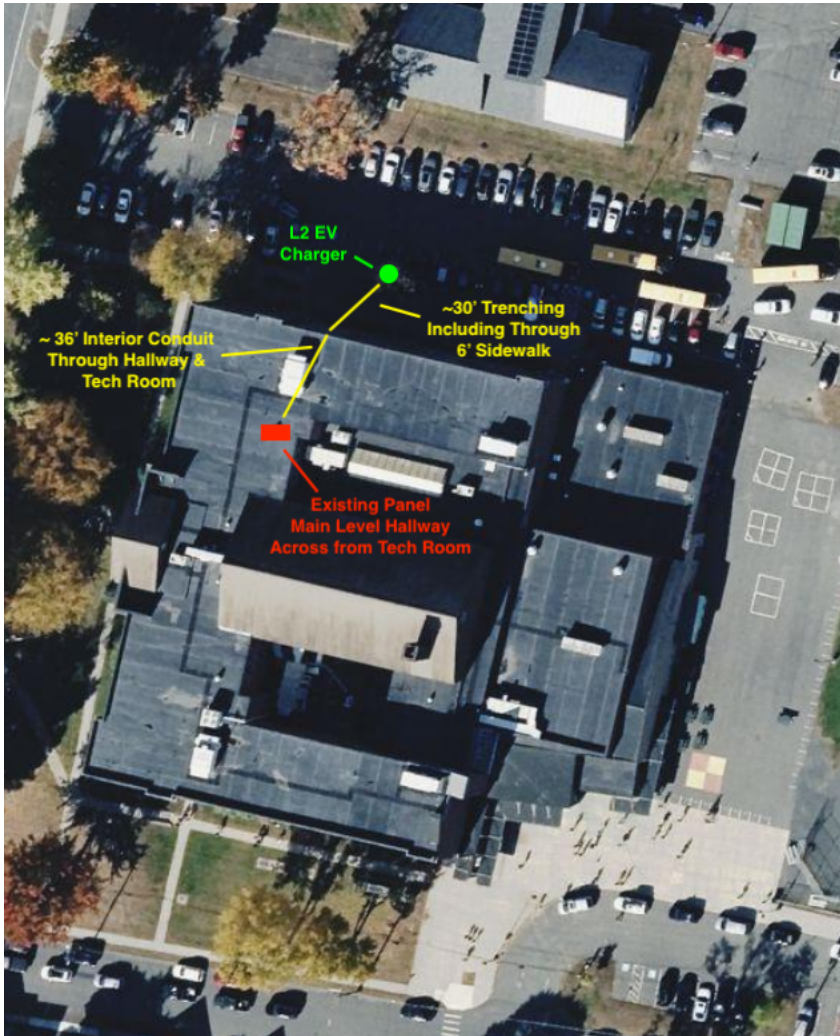 L2 EV
Charger
~30' Trenching
Including Through
6' Sidewalk
~ 36' Interior Conduit
Through Hallway &
Tech Room
Existing Panel
Main Level Hallway
Across from Tech Room